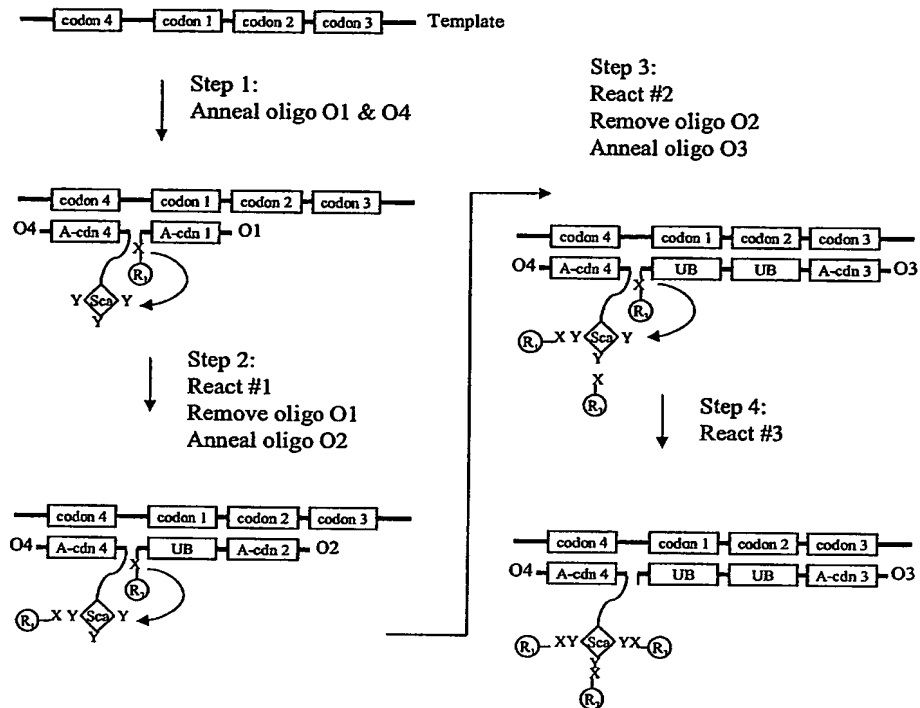 codon 4 codon 1 codon 2 codon 3 Template
Step 1:
Anneal oligo O1 & O4
codon 4 codon 1 codon 2 codon 3
O4 A-cdn 4 A-cdn 1 O1
X
R₁
Y Sca Y
Y
Step 2:
React #1
Remove oligo O1
Anneal oligo O2
codon 4 codon 1 codon 2 codon 3
O4 A-cdn 4 UB A-cdn 2 O2
X
R₂
R₁ X Y Sca Y
Y
Step 3:
React #2
Remove oligo O2
Anneal oligo O3
codon 4 codon 1 codon 2 codon 3
O4 A-cdn 4 UB UB A-cdn 3 O3
X
R₃
R₁ X Y Sca Y
Y
X
R₂
Step 4:
React #3
codon 4 codon 1 codon 2 codon 3
O4 A-cdn 4 UB UB A-cdn 3 O3
R₁ XY Sca YX R₃
Y
X
R₂